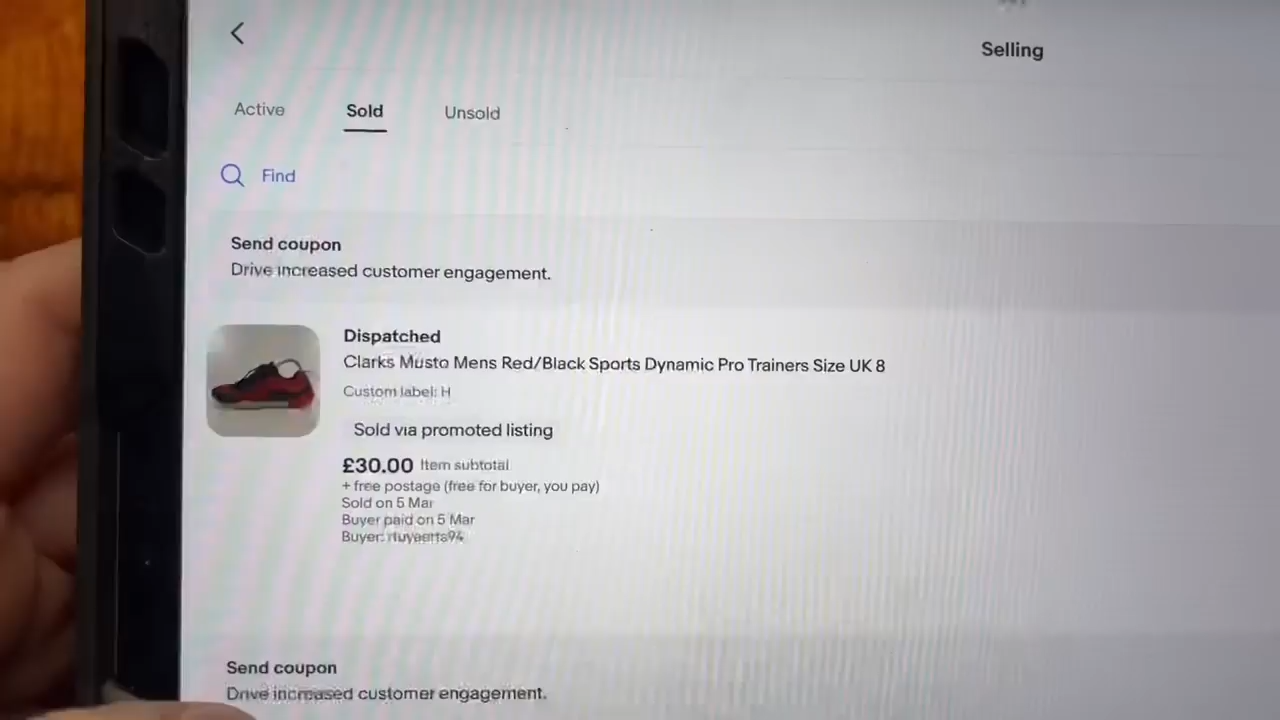 Selling
Active Sold Unsold
Find
Send coupon
Drive increased customer engagement.
Dispatched
Clarks Musto Mens Red/Black Sports Dynamic Pro Trainers Size UK 8
Custom label: H
Sold via promoted listing
£30.00 Item subtotal
+ free postage (free for buyer, you pay)
Sold on 5 Mar
Buyer paid on 5 Mar
Buyer:
Send coupon
Drive increased customer engagement.